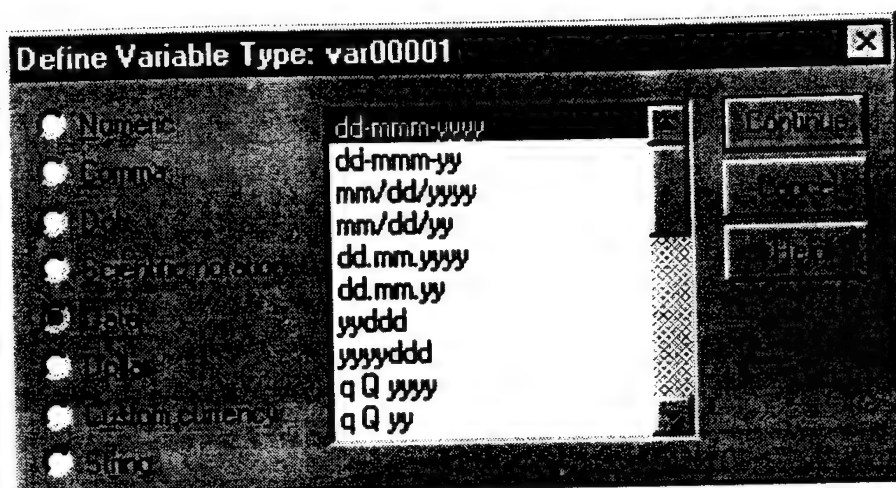 Define Variable Type: var00001
Numeric
Comma
Dot
Scientific notation
Date
Dollar
Custom currency
String
dd-mmm-yyyy
dd-mmm-yy
mm/dd/yyyy
mm/dd/yy
dd.mm.yyyy
dd.mm.yy
yyddd
yyyyddd
q Q yyyy
q Q yy
Continue
Cancel
Help